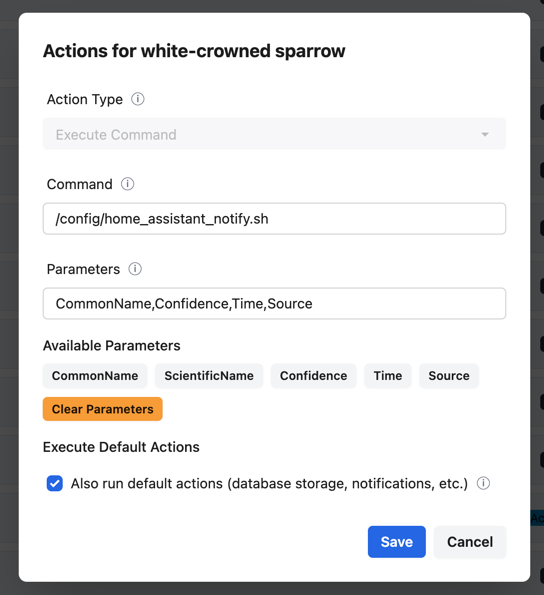 Actions for white-crowned sparrow
Action Type
Execute Command
Command
/config/home_assistant_notify.sh
Parameters
CommonName,Confidence,Time,Source
Available Parameters
CommonName ScientificName Confidence Time Source
Clear Parameters
Execute Default Actions
Also run default actions (database storage, notifications, etc.)
Ac
Save Cancel